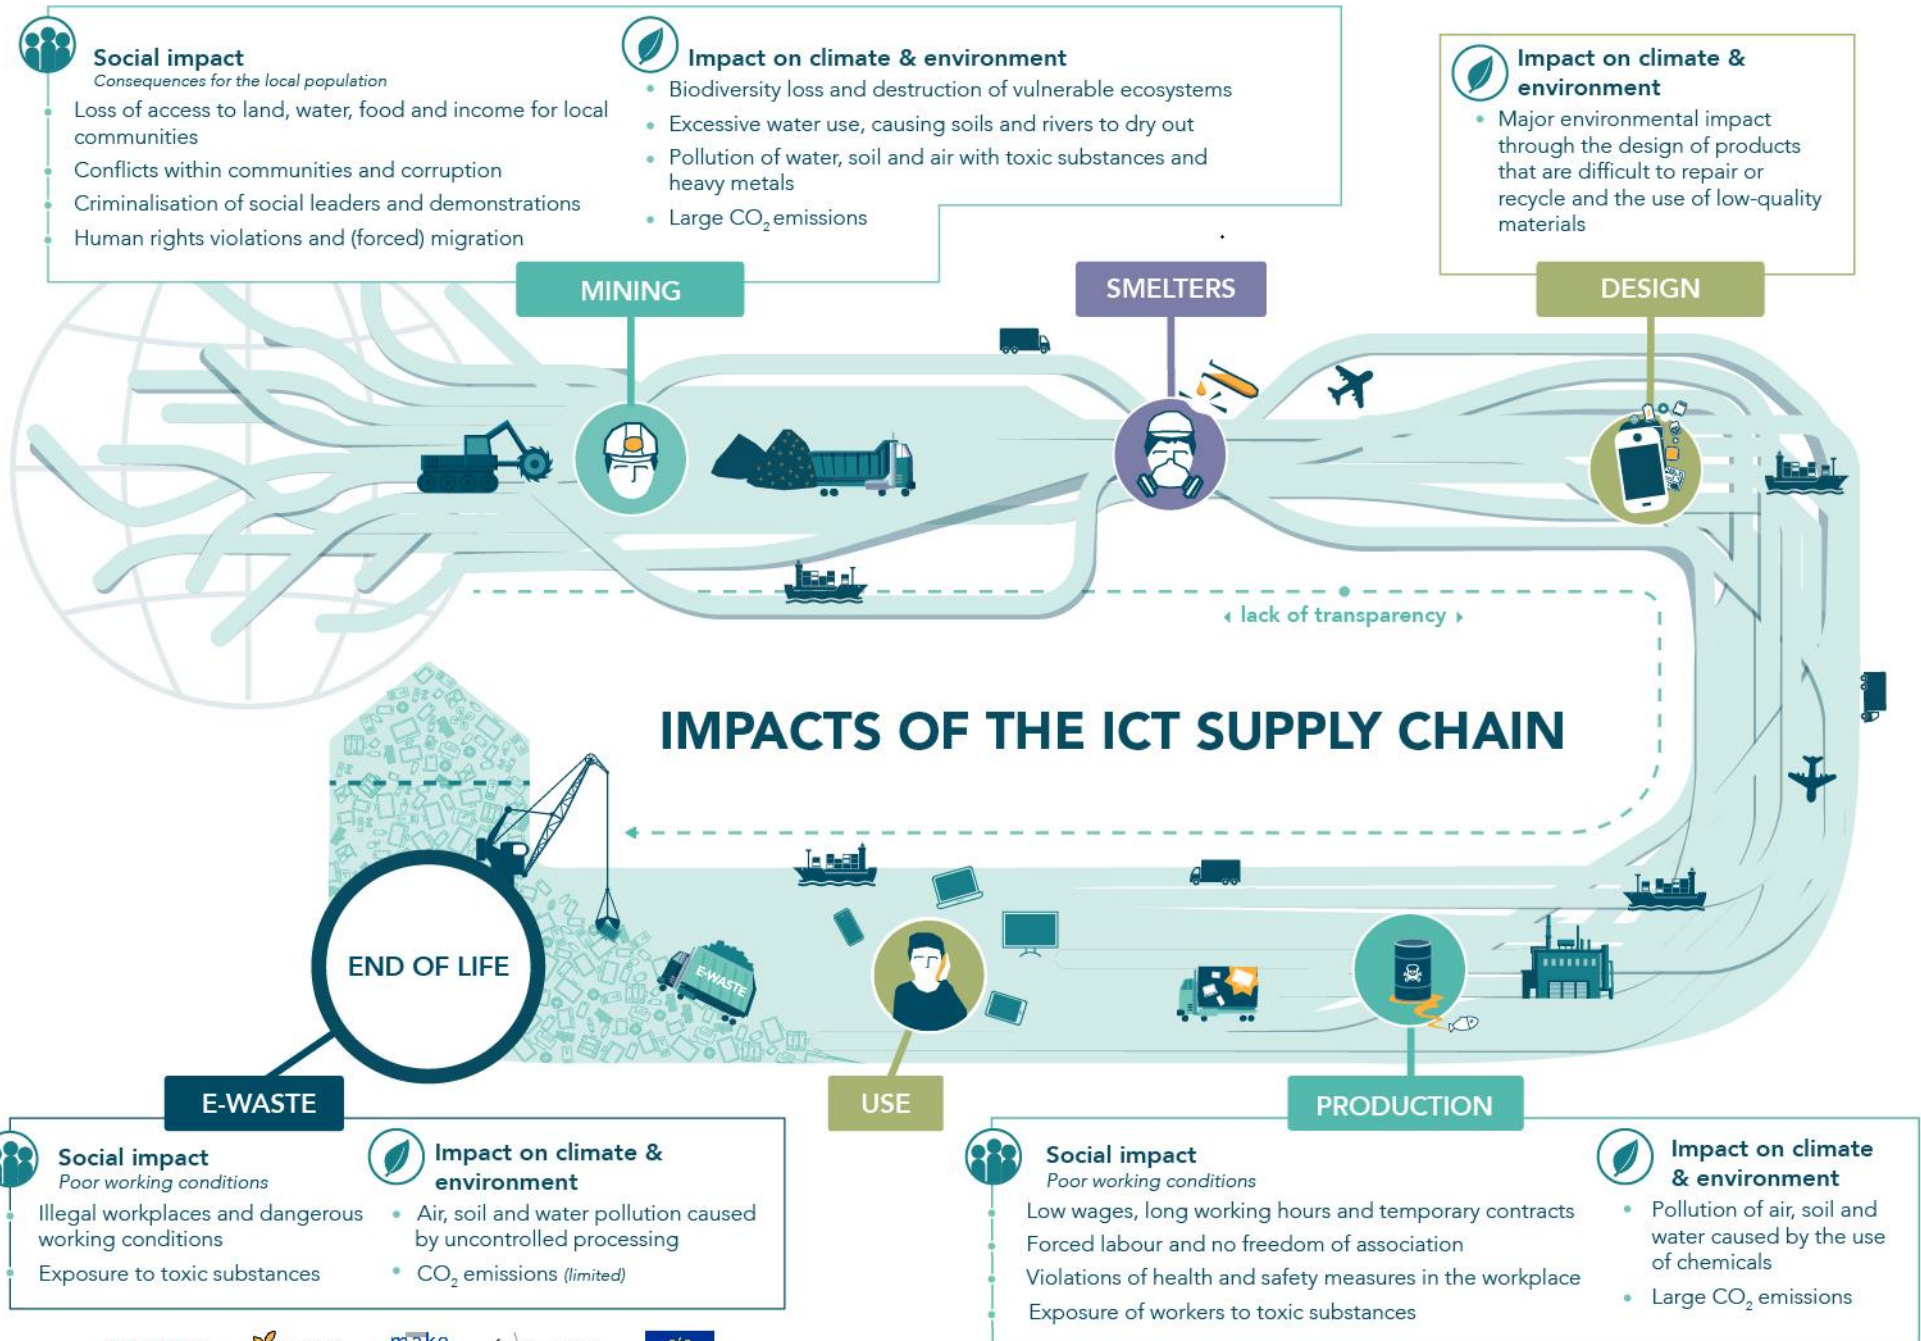 Social impact
Consequences for the local population
Loss of access to land, water, food and income for local
communities
Conflicts within communities and corruption
Criminalisation of social leaders and demonstrations
Human rights violations and (forced) migration
Impact on climate & environment
• Biodiversity loss and destruction of vulnerable ecosystems
• Excessive water use, causing soils and rivers to dry out
• Pollution of water, soil and air with toxic substances and
heavy metals
• Large CO₂ emissions
Impact on climate &
environment
• Major environmental impact
through the design of products
that are difficult to repair or
recycle and the use of low-quality
materials
MINING
SMELTERS
DESIGN
lack of transparency
IMPACTS OF THE ICT SUPPLY CHAIN
END OF LIFE
E-WASTE
E-WASTE
USE
PRODUCTION
Social impact
Poor working conditions
Illegal workplaces and dangerous
working conditions
Exposure to toxic substances
Impact on climate &
environment
• Air, soil and water pollution caused
by uncontrolled processing
• CO₂ emissions (limited)
Social impact
Poor working conditions
Low wages, long working hours and temporary contracts
Forced labour and no freedom of association
Violations of health and safety measures in the workplace
Exposure of workers to toxic substances
Impact on climate
& environment
• Pollution of air, soil and
water caused by the use
of chemicals
• Large CO₂ emissions